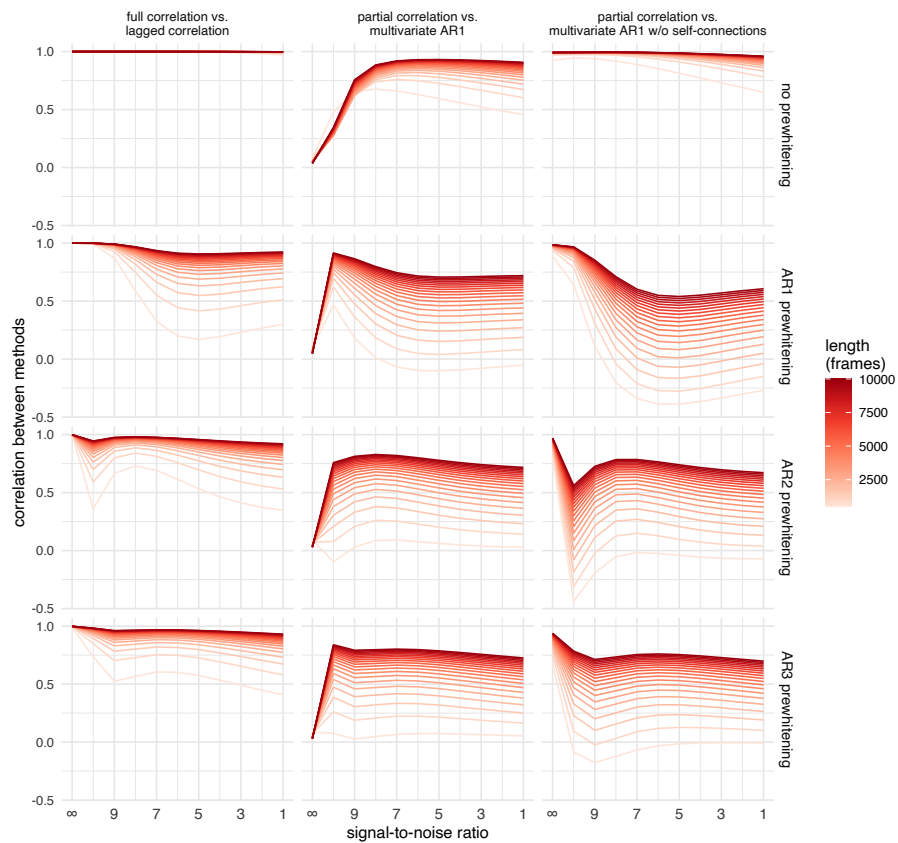 full correlation vs.
lagged correlation
partial correlation vs.
multivariate AR1
partial correlation vs.
multivariate AR1 w/o self-connections
1.0
0.5
0.0
-0.5
no prewhitening
1.0
0.5
0.0
-0.5
AR1 prewhitening
1.0
0.5
0.0
-0.5
AR2 prewhitening
1.0
0.5
0.0
-0.5
AR3 prewhitening
correlation between methods
∞ 9 7 5 3 1
∞ 9 7 5 3 1
∞ 9 7 5 3 1
signal-to-noise ratio
length
(frames)
10000
7500
5000
2500